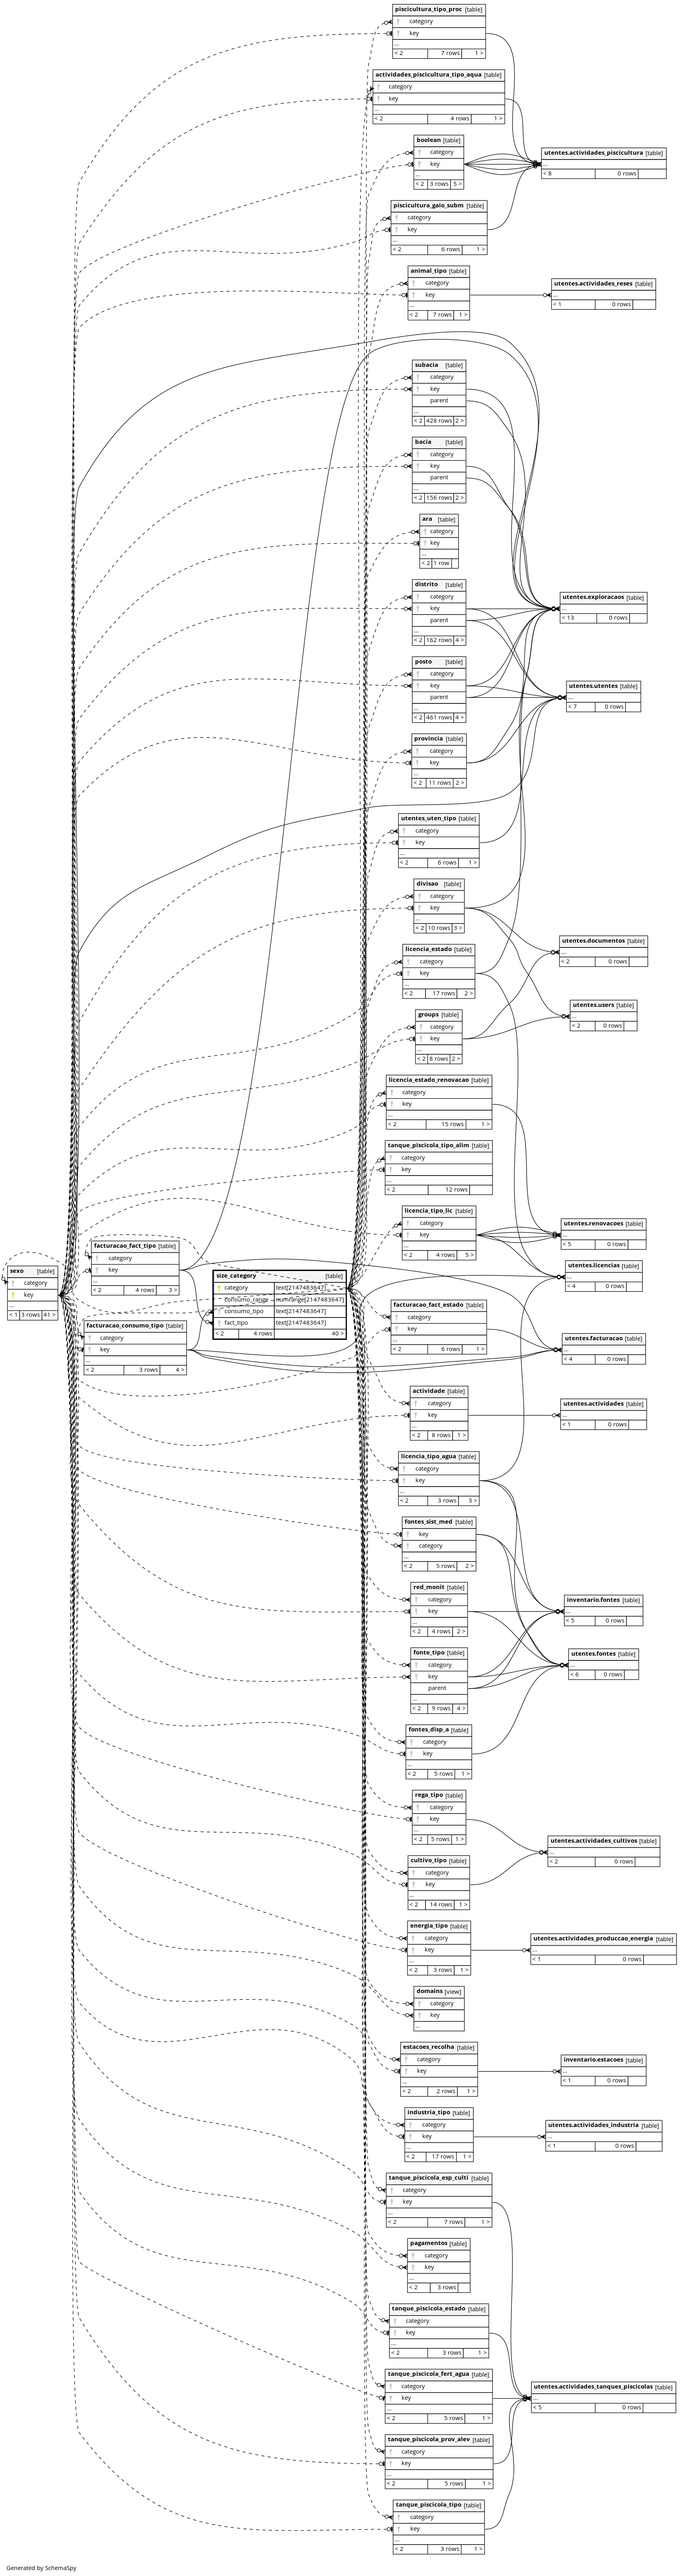 piscicultura_tipo_proc [table]
category
key
...
< 2 7 rows 1 >
actividades_piscicultura_tipo_aqua [table]
category
key
...
< 2 4 rows 1 >
boolean [table]
category
key
...
< 2 3 rows 5 >
utentes.actividades_piscicultura [table]
...
< 8 0 rows
piscicultura_gaio_subm [table]
category
key
...
< 2 6 rows 1 >
animal_tipo [table]
category
key
...
< 2 7 rows 1 >
utentes.actividades_reses [table]
...
< 1 0 rows
subacia [table]
category
key
parent
...
< 2 428 rows 2 >
bacia [table]
category
key
parent
...
< 2 156 rows 2 >
ara [table]
category
key
...
< 2 1 row
distrito [table]
category
key
parent
...
< 2 162 rows 4 >
utentes.exploracaos [table]
...
< 13 0 rows
posto [table]
category
key
parent
...
< 2 461 rows 4 >
utentes.utentes [table]
...
< 7 0 rows
provincia [table]
category
key
...
< 2 11 rows 2 >
utentes_uten_tipo [table]
category
key
...
< 2 6 rows 1 >
divisao [table]
category
key
...
< 2 10 rows 3 >
licencia_estado [table]
category
key
...
< 2 17 rows 2 >
utentes.documentos [table]
...
< 2 0 rows
groups [table]
category
key
...
< 2 8 rows 2 >
utentes.users [table]
...
< 2 0 rows
licencia_estado_renovacao [table]
category
key
...
< 2 15 rows 1 >
tanque_piscicola_tipo_alim [table]
category
key
...
< 2 12 rows
licencia_tipo_lic [table]
category
key
...
< 2 4 rows 5 >
utentes.renovacoes [table]
...
< 5 0 rows
facturacao_fact_tipo [table]
category
key
...
< 2 4 rows 3 >
sexo [table]
category
key
...
< 1 3 rows 41 >
size_category [table]
category text[2147483647]
consumo_range numrange[2147483647]
consumo_tipo text[2147483647]
fact_tipo text[2147483647]
< 2 4 rows 40 >
utentes.licencias [table]
...
< 4 0 rows
facturacao_consumo_tipo [table]
category
key
...
< 2 3 rows 4 >
facturacao_fact_estado [table]
category
key
...
< 2 6 rows 1 >
utentes.facturacao [table]
...
< 4 0 rows
actividade [table]
category
key
...
< 2 8 rows 1 >
utentes.actividades [table]
...
< 1 0 rows
licencia_tipo_agua [table]
category
key
...
< 2 3 rows 3 >
fontes_sist_med [table]
key
category
...
< 2 5 rows 2 >
red_monit [table]
category
key
...
< 2 4 rows 2 >
inventario.fontes [table]
...
< 5 0 rows
fonte_tipo [table]
category
key
parent
...
< 2 9 rows 4 >
utentes.fontes [table]
...
< 6 0 rows
fontes_disp_a [table]
category
key
...
< 2 5 rows 1 >
rega_tipo [table]
category
key
...
< 2 5 rows 1 >
utentes.actividades_cultivos [table]
...
< 2 0 rows
cultivo_tipo [table]
category
key
...
< 2 14 rows 1 >
energia_tipo [table]
category
key
...
< 2 3 rows 1 >
utentes.actividades_produccao_energia [table]
...
< 1 0 rows
domains [view]
category
key
...
estacoes_recolha [table]
category
key
...
< 2 2 rows 1 >
inventario.estacoes [table]
...
< 1 0 rows
industria_tipo [table]
category
key
...
< 2 17 rows 1 >
utentes.actividades_industria [table]
...
< 1 0 rows
tanque_piscicola_esp_culti [table]
category
key
...
< 2 7 rows 1 >
pagamentos [table]
category
key
...
< 2 3 rows
tanque_piscicola_estado [table]
category
key
...
< 2 3 rows 1 >
tanque_piscicola_fert_agua [table]
category
key
...
< 2 5 rows 1 >
utentes.actividades_tanques_piscicolas [table]
...
< 5 0 rows
tanque_piscicola_prov_alev [table]
category
key
...
< 2 5 rows 1 >
tanque_piscicola_tipo [table]
category
key
...
< 2 3 rows 1 >
Generated by SchemaSpy